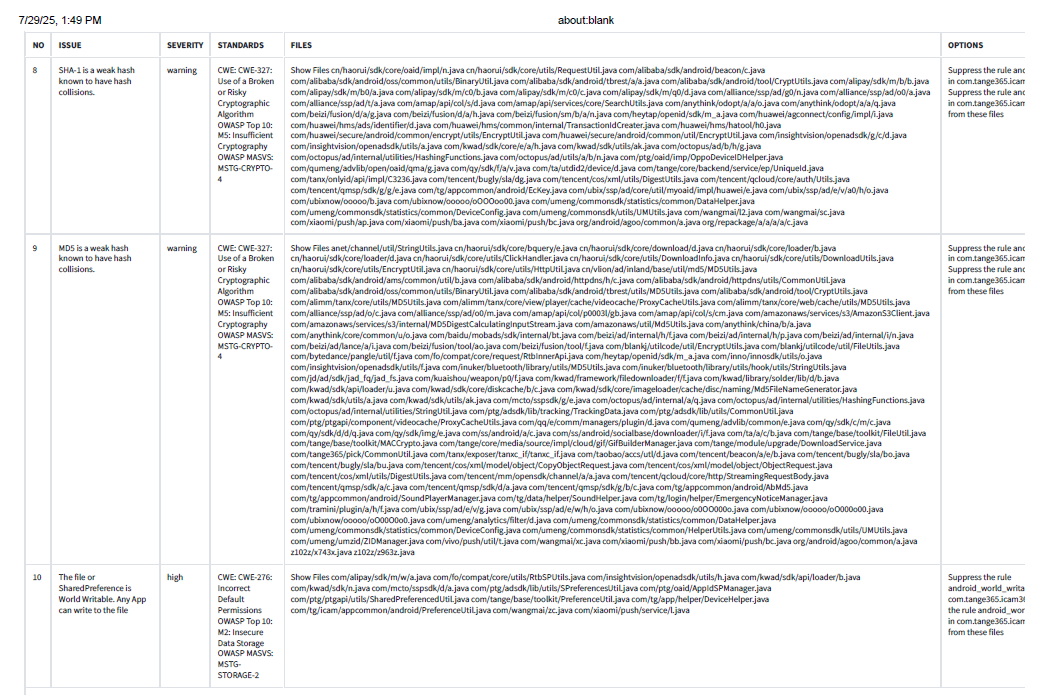 7/29/25, 1:49 PM
about:blank
NO ISSUE SEVERITY STANDARDS FILES OPTIONS
8
SHA-1 is a weak hash
known to have hash
collisions.
warning
CWE: CWE-327:
Use of a Broken
or Risky
Cryptographic
Algorithm
OWASP Top 10:
M5: Insufficient
Cryptography
OWASP MASVS:
MSTG-CRYPTO-
4
Show Files cn/haorui/sdk/core/oaid/impl/n.java cn/haorui/sdk/core/utils/RequestUtil.java com/alibaba/sdk/android/beacon/c.java
com/alibaba/sdk/android/oss/common/utils/BinaryUtil.java com/alibaba/sdk/android/tbrest/a/a.java com/alibaba/sdk/android/tool/CryptUtils.java com/alipay/sdk/m/b/b.java
com/alipay/sdk/m/b0/a.java com/alipay/sdk/m/c0/b.java com/alipay/sdk/m/c0/c.java com/alipay/sdk/m/q0/d.java com/alliance/ssp/ad/g0/n.java com/alliance/ssp/ad/o0/a.java
com/alliance/ssp/ad/t/a.java com/amap/api/col/s/d.java com/amap/api/services/core/SearchUtils.java com/anythink/odopt/a/a/o.java com/anythink/odopt/a/a/q.java
com/beizi/fusion/d/a/g.java com/beizi/fusion/d/a/h.java com/beizi/fusion/sm/b/a/n.java com/heytap/openid/sdk/m_a.java com/huawei/agconnect/config/impl/i.java
com/huawei/hms/ads/identifier/d.java com/huawei/hms/common/internal/TransactionIdCreater.java com/huawei/hms/hatool/h0.java
com/huawei/secure/android/common/encrypt/utils/EncryptUtil.java com/huawei/secure/android/common/util/EncryptUtil.java com/insightvision/openadsdk/g/c/d.java
com/insightvision/openadsdk/utils/a.java com/kwad/sdk/core/e/a/h.java com/kwad/sdk/utils/ak.java com/octopus/ad/b/h/g.java
com/octopus/ad/internal/utilities/HashingFunctions.java com/octopus/ad/utils/a/b/n.java com/ptg/oaid/imp/OppoDeviceIDHelper.java
com/qumeng/advlib/open/oaid/qma/g.java com/qy/sdk/f/a/v.java com/ta/utdid2/device/d.java com/tange/core/backend/service/ep/UniqueId.java
com/tanx/onlyid/api/impl/C3236.java com/tencent/bugly/sla/dg.java com/tencent/cos/xml/utils/DigestUtils.java com/tencent/qcloud/core/auth/Utils.java
com/tencent/qmsp/sdk/g/g/e.java com/tg/appcommon/android/EcKey.java com/ubix/ssp/ad/core/util/myoaid/impl/huawei/e.java com/ubix/ssp/ad/e/v/a0/h/o.java
com/umeng/commonsdk/statistics/common/DeviceConfig.java com/umeng/commonsdk/utils/UMUtils.java com/wangmai/l2.java com/wangmai/sc.java
com/xiaomi/push/ap.java com/xiaomi/push/ba.java com/xiaomi/push/bc.java org/android/agoo/common/a.java org/repackage/a/a/a/a/c.java
Suppress the rule and
in com.tange365.icam
Suppress the rule and
in com.tange365.icam
from these files
9
MD5 is a weak hash
known to have hash
collisions.
warning
CWE: CWE-327:
Use of a Broken
or Risky
Cryptographic
Algorithm
OWASP Top 10:
M5: Insufficient
Cryptography
OWASP MASVS:
MSTG-CRYPTO-
4
Show Files anet/channel/util/StringUtils.java cn/haorui/sdk/core/bquery/e.java cn/haorui/sdk/core/download/d.java cn/haorui/sdk/core/loader/b.java
cn/haorui/sdk/core/loader/d.java cn/haorui/sdk/core/utils/ClickHandler.java cn/haorui/sdk/core/utils/DownloadInfo.java cn/haorui/sdk/core/utils/DownloadUtils.java
cn/haorui/sdk/core/utils/EncryptUtil.java cn/haorui/sdk/core/utils/HttpUtil.java cn/vlion/ad/inland/base/util/md5/MD5Utils.java
com/alibaba/sdk/android/ams/common/util/b.java com/alibaba/sdk/android/httpdns/h/c.java com/alibaba/sdk/android/httpdns/utils/CommonUtil.java
com/alibaba/sdk/android/oss/common/utils/BinaryUtil.java com/alibaba/sdk/android/tbrest/utils/MD5Utils.java com/alibaba/sdk/android/tool/CryptUtils.java
com/alimm/tanx/core/utils/MD5Utils.java com/alimm/tanx/core/view/player/cache/videocache/ProxyCacheUtils.java com/alimm/tanx/core/web/cache/utils/MD5Utils.java
com/alliance/ssp/ad/o/c.java com/alliance/ssp/ad/o0/m.java com/amap/api/col/p0003l/gb.java com/amap/api/col/s/cm.java com/amazonaws/services/s3/AmazonS3Client.java
com/amazonaws/services/s3/internal/MD5DigestCalculatingInputStream.java com/amazonaws/util/Md5Utils.java com/anythink/china/b/a.java
com/anythink/core/common/u/o.java com/baidu/mobads/sdk/internal/bt.java com/beizi/ad/internal/h/f.java com/beizi/ad/internal/h/p.java com/beizi/ad/internal/i/n.java
com/beizi/ad/lance/a/i.java com/beizi/fusion/tool/ao.java com/beizi/fusion/tool/f.java com/blankj/utilcode/util/EncryptUtils.java com/blankj/utilcode/util/FileUtils.java
com/bytedance/pangle/util/f.java com/fo/compat/core/request/RtbInnerApi.java com/heytap/openid/sdk/m_a.java com/inno/innosdk/utils/o.java
com/insightvision/openadsdk/utils/f.java com/inuker/bluetooth/library/utils/MD5Utils.java com/inuker/bluetooth/library/utils/hook/utils/StringUtils.java
com/jd/ad/sdk/jad_fq/jad_fs.java com/kuaishou/weapon/p0/f.java com/kwad/framework/filedownloader/f/f.java com/kwad/library/solder/lib/d/b.java
com/kwad/sdk/api/loader/u.java com/kwad/sdk/core/diskcache/b/c.java com/kwad/sdk/core/imageloader/cache/disc/naming/Md5FileNameGenerator.java
com/kwad/sdk/utils/a.java com/kwad/sdk/utils/ak.java com/mcto/sspsdk/g/e.java com/octopus/ad/internal/a/q.java com/octopus/ad/internal/utilities/HashingFunctions.java
com/octopus/ad/internal/utilities/StringUtil.java com/ptg/adsdk/lib/tracking/TrackingData.java com/ptg/adsdk/lib/utils/CommonUtil.java
com/ptg/ptgapi/component/videocache/ProxyCacheUtils.java com/qq/e/comm/managers/plugin/d.java com/qumeng/advlib/common/e.java com/qy/sdk/c/m/c.java
com/qy/sdk/d/d/q.java com/qy/sdk/img/e.java com/ss/android/a/c.java com/ss/android/socialbase/downloader/i/f.java com/ta/a/c/b.java com/tange/base/toolkit/FileUtil.java
com/tange/base/toolkit/MACCrypto.java com/tange/core/media/source/impl/cloud/gif/GifBuilderManager.java com/tange/module/upgrade/DownloadService.java
com/tange365/pick/CommonUtil.java com/tanx/exposer/tanxc_if/tanxc_if.java com/taobao/accs/utl/d.java com/tencent/beacon/a/e/b.java com/tencent/bugly/sla/bo.java
com/tencent/bugly/sla/bu.java com/tencent/cos/xml/model/object/CopyObjectRequest.java com/tencent/cos/xml/model/object/ObjectRequest.java
com/tencent/cos/xml/utils/DigestUtils.java com/tencent/mm/opensdk/channel/a/a.java com/tencent/qcloud/core/http/StreamingRequestBody.java
com/tencent/qmsp/sdk/a/c.java com/tencent/qmsp/sdk/d/a.java com/tencent/qmsp/sdk/g/b/c.java com/tg/appcommon/android/AbMd5.java
com/tg/appcommon/android/SoundPlayerManager.java com/tg/data/helper/SoundHelper.java com/tg/login/helper/EmergencyNoticeManager.java
com/tramini/plugin/a/h/f.java com/ubix/ssp/ad/e/v/g.java com/ubix/ssp/ad/e/w/h/o.java
com/umeng/analytics/filter/d.java com/umeng/commonsdk/statistics/common/DataHelper.java
com/umeng/commonsdk/statistics/common/DeviceConfig.java com/umeng/commonsdk/statistics/common/HelperUtils.java com/umeng/commonsdk/utils/UMUtils.java
com/umeng/umzid/ZIDManager.java com/vivo/push/util/t.java com/wangmai/xc.java com/xiaomi/push/bb.java com/xiaomi/push/bc.java org/android/agoo/common/a.java
z102z/x743x.java z102z/z963z.java
Suppress the rule and
in com.tange365.icam
Suppress the rule and
in com.tange365.icam
from these files
10
The file or
SharedPreference is
World Writable. Any App
can write to the file
high
CWE: CWE-276:
Incorrect
Default
Permissions
OWASP Top 10:
M2: Insecure
Data Storage
OWASP MASVS:
MSTG-
STORAGE-2
Show Files com/alipay/sdk/m/w/a.java com/fo/compat/core/utils/RtbSPUtils.java com/insightvision/openadsdk/utils/h.java com/kwad/sdk/api/loader/b.java
com/kwad/sdk/n.java com/mcto/sspsdk/d/a.java com/ptg/adsdk/lib/utils/SPreferencesUtil.java com/ptg/oaid/AppIdSPManager.java
com/ptg/ptgapi/utils/SharedPreferencedUtil.java com/tange/base/toolkit/PreferenceUtil.java com/tg/app/helper/DeviceHelper.java
com/tg/icam/appcommon/android/PreferenceUtil.java com/wangmai/zc.java com/xiaomi/push/service/l.java
Suppress the rule
android_world_writa
com.tange365.icam36
the rule android_wor
in com.tange365.icam
from these files